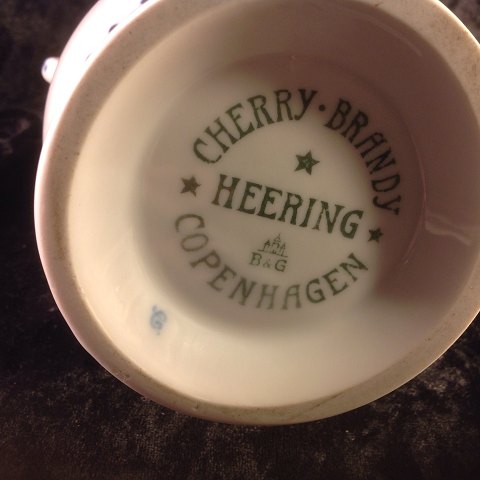 CHERRY · BRANDY
HEERING
B&G
COPENHAGEN